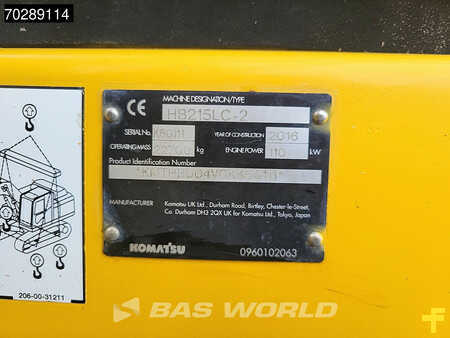 70289114
CE MACHINE DESIGNATION/TYPE
HB215LC-2
SERIAL No. YEAR OF CONSTRUCTION 2016
OPERATING MASS kg ENGINE POWER 110 kW
Product Identification Number
MANUFACTURER Komatsu UK Ltd., Durham Road, Birtley, Chester-le-Street,
Co. Durham DH3 2QX UK for Komatsu Ltd., Tokyo, Japan
KOMATSU 0960102063
206-00-31211
BAS WORLD